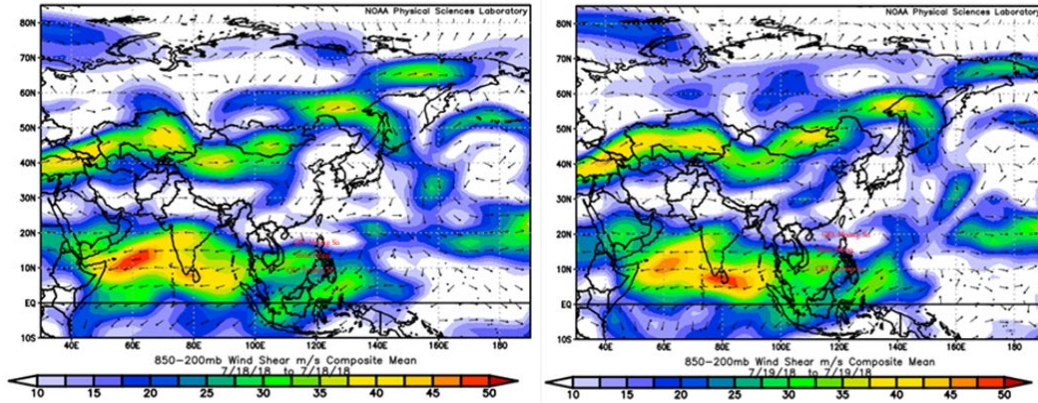 NOAA Physical Sciences Laboratory
80N
70N
60N
50N
40N
30N
20N
10N
EQ
10S
40E
60E
80E
100E
120E
140E
160E
180
850-200mb Wind Shear m/s Composite Mean
7/18/18 to 7/18/18
10 15 20 25 30 35 40 45 50
NOAA Physical Sciences Laboratory
80N
70N
60N
50N
40N
30N
20N
10N
EQ
10S
40E
60E
80E
100E
120E
140E
160E
180
850-200mb Wind Shear m/s Composite Mean
7/19/18 to 7/19/18
10 15 20 25 30 35 40 45 50